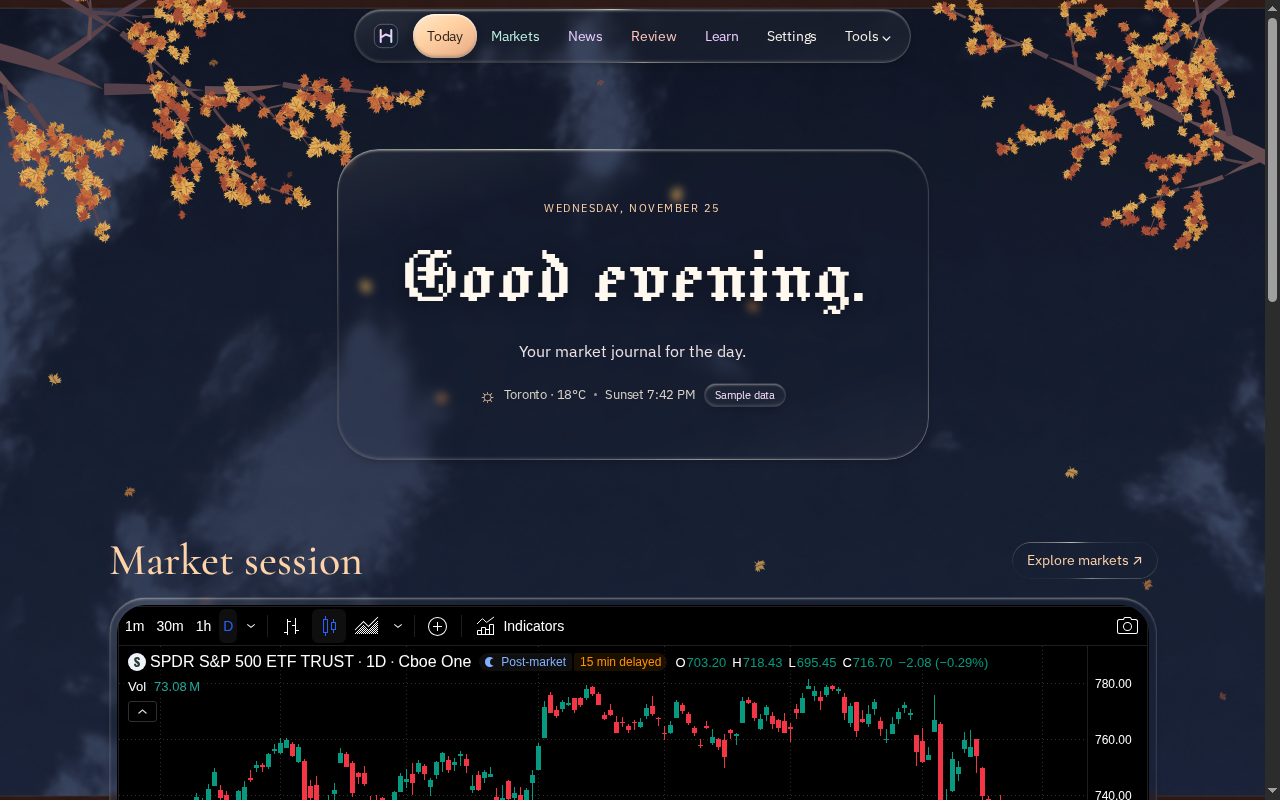 H Today Markets News Review Learn Settings Tools
WEDNESDAY, NOVEMBER 25
Good evening.
Your market journal for the day.
Toronto · 18°C • Sunset 7:42 PM Sample data
Market session
Explore markets ↗
1m 30m 1h D Indicators
$ SPDR S&P 500 ETF TRUST · 1D · Cboe One Post-market 15 min delayed O703.20 H718.43 L695.45 C716.70 −2.08 (−0.29%)
Vol 73.08 M
780.00
760.00
740.00